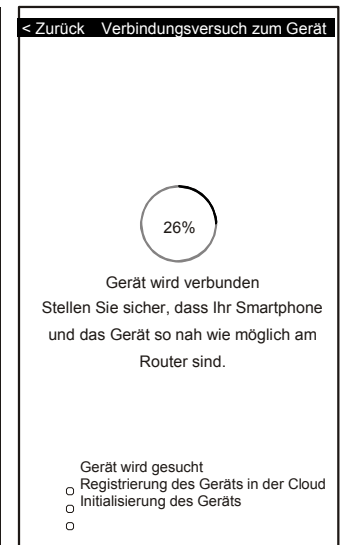 < Zurück Verbindungsversuch zum Gerät
26%
Gerät wird verbunden
Stellen Sie sicher, dass Ihr Smartphone
und das Gerät so nah wie möglich am
Router sind.
Gerät wird gesucht
Registrierung des Geräts in der Cloud
Initialisierung des Geräts